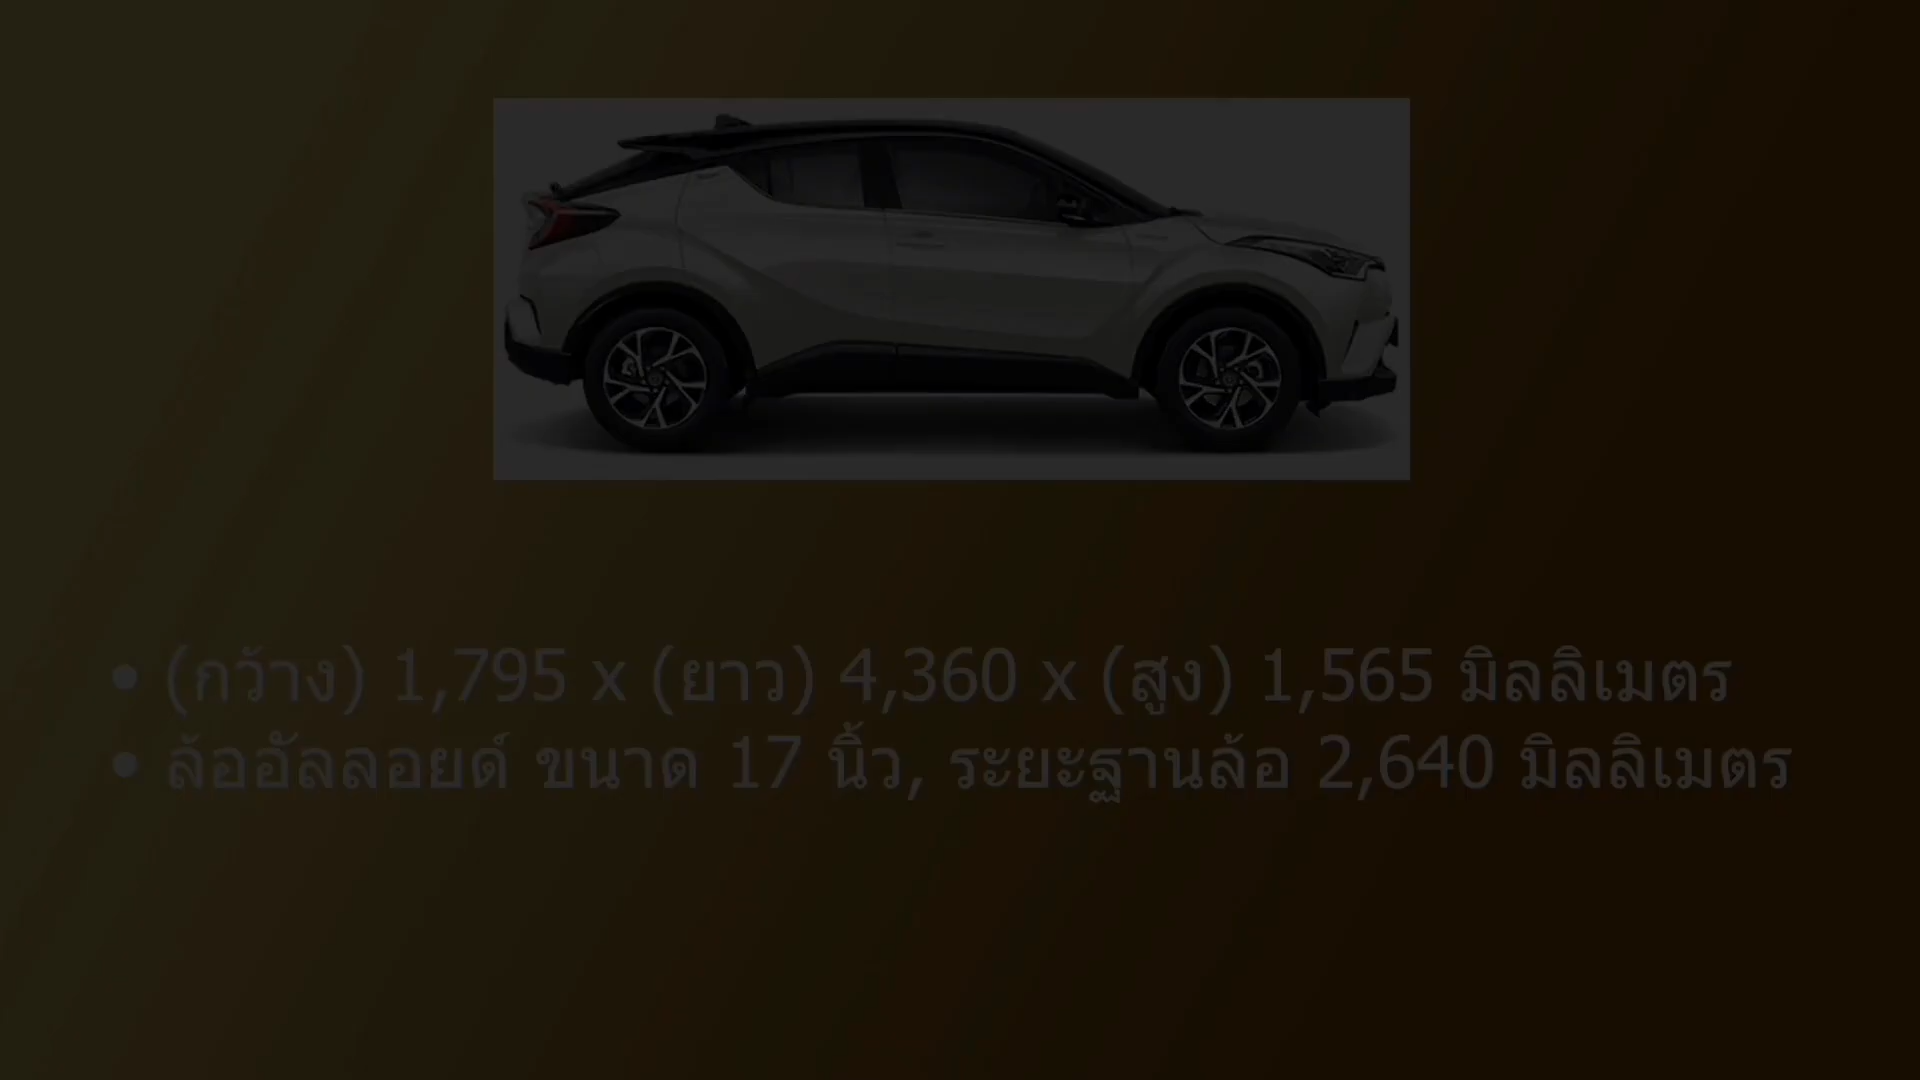 • (กว้าง) 1,795 x (ยาว) 4,360 x (สูง) 1,565 มิลลิเมตร
• ล้ออัลลอยด์ ขนาด 17 นิ้ว, ระยะฐานล้อ 2,640 มิลลิเมตร